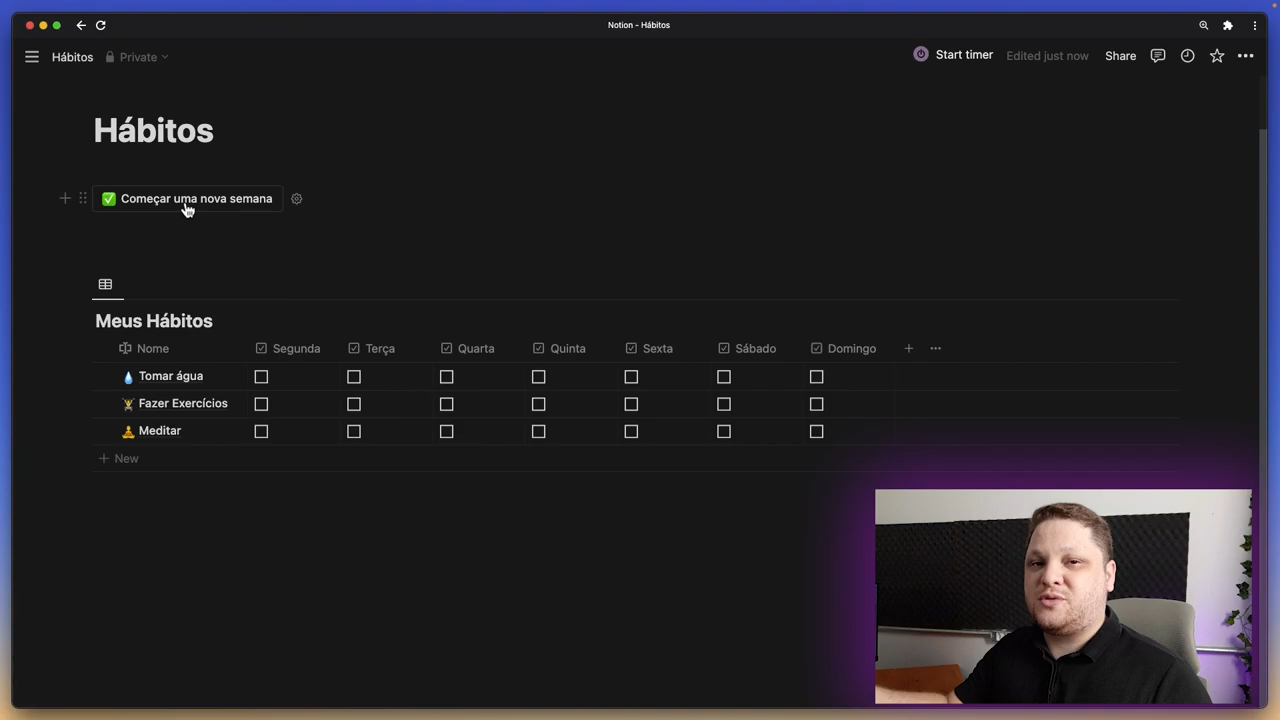 Notion - Hábitos
Hábitos Private Start timer Edited just now Share
Hábitos
Começar uma nova semana
Meus Hábitos
Nome Segunda Terça Quarta Quinta Sexta Sábado Domingo
Tomar água
Fazer Exercícios
Meditar
New